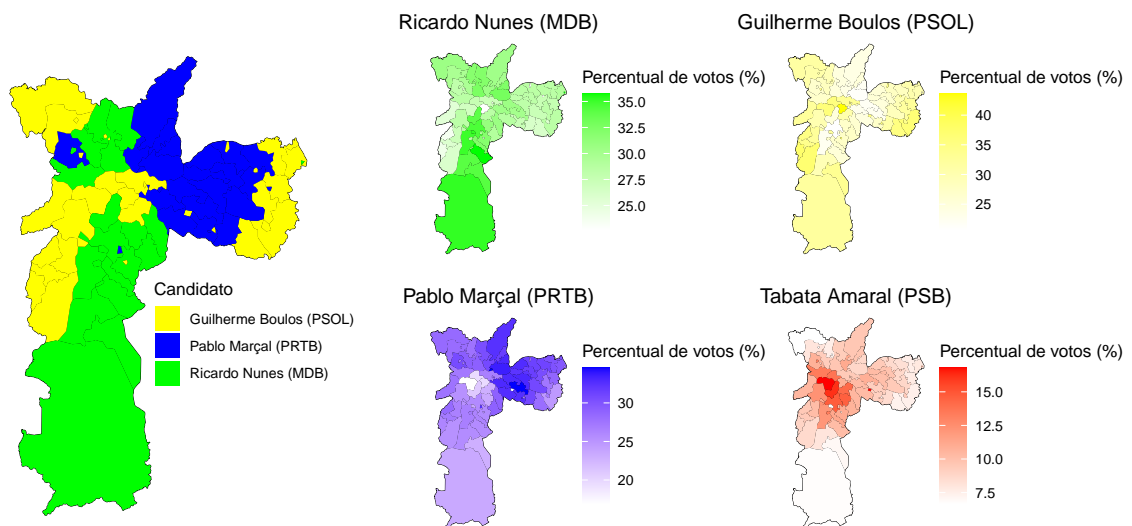 Candidato
Guilherme Boulos (PSOL)
Pablo Marçal (PRTB)
Ricardo Nunes (MDB)
Ricardo Nunes (MDB)
Percentual de votos (%)
35.0
32.5
30.0
27.5
25.0
Guilherme Boulos (PSOL)
Percentual de votos (%)
40
35
30
25
Pablo Marçal (PRTB)
Percentual de votos (%)
30
25
20
Tabata Amaral (PSB)
Percentual de votos (%)
15.0
12.5
10.0
7.5